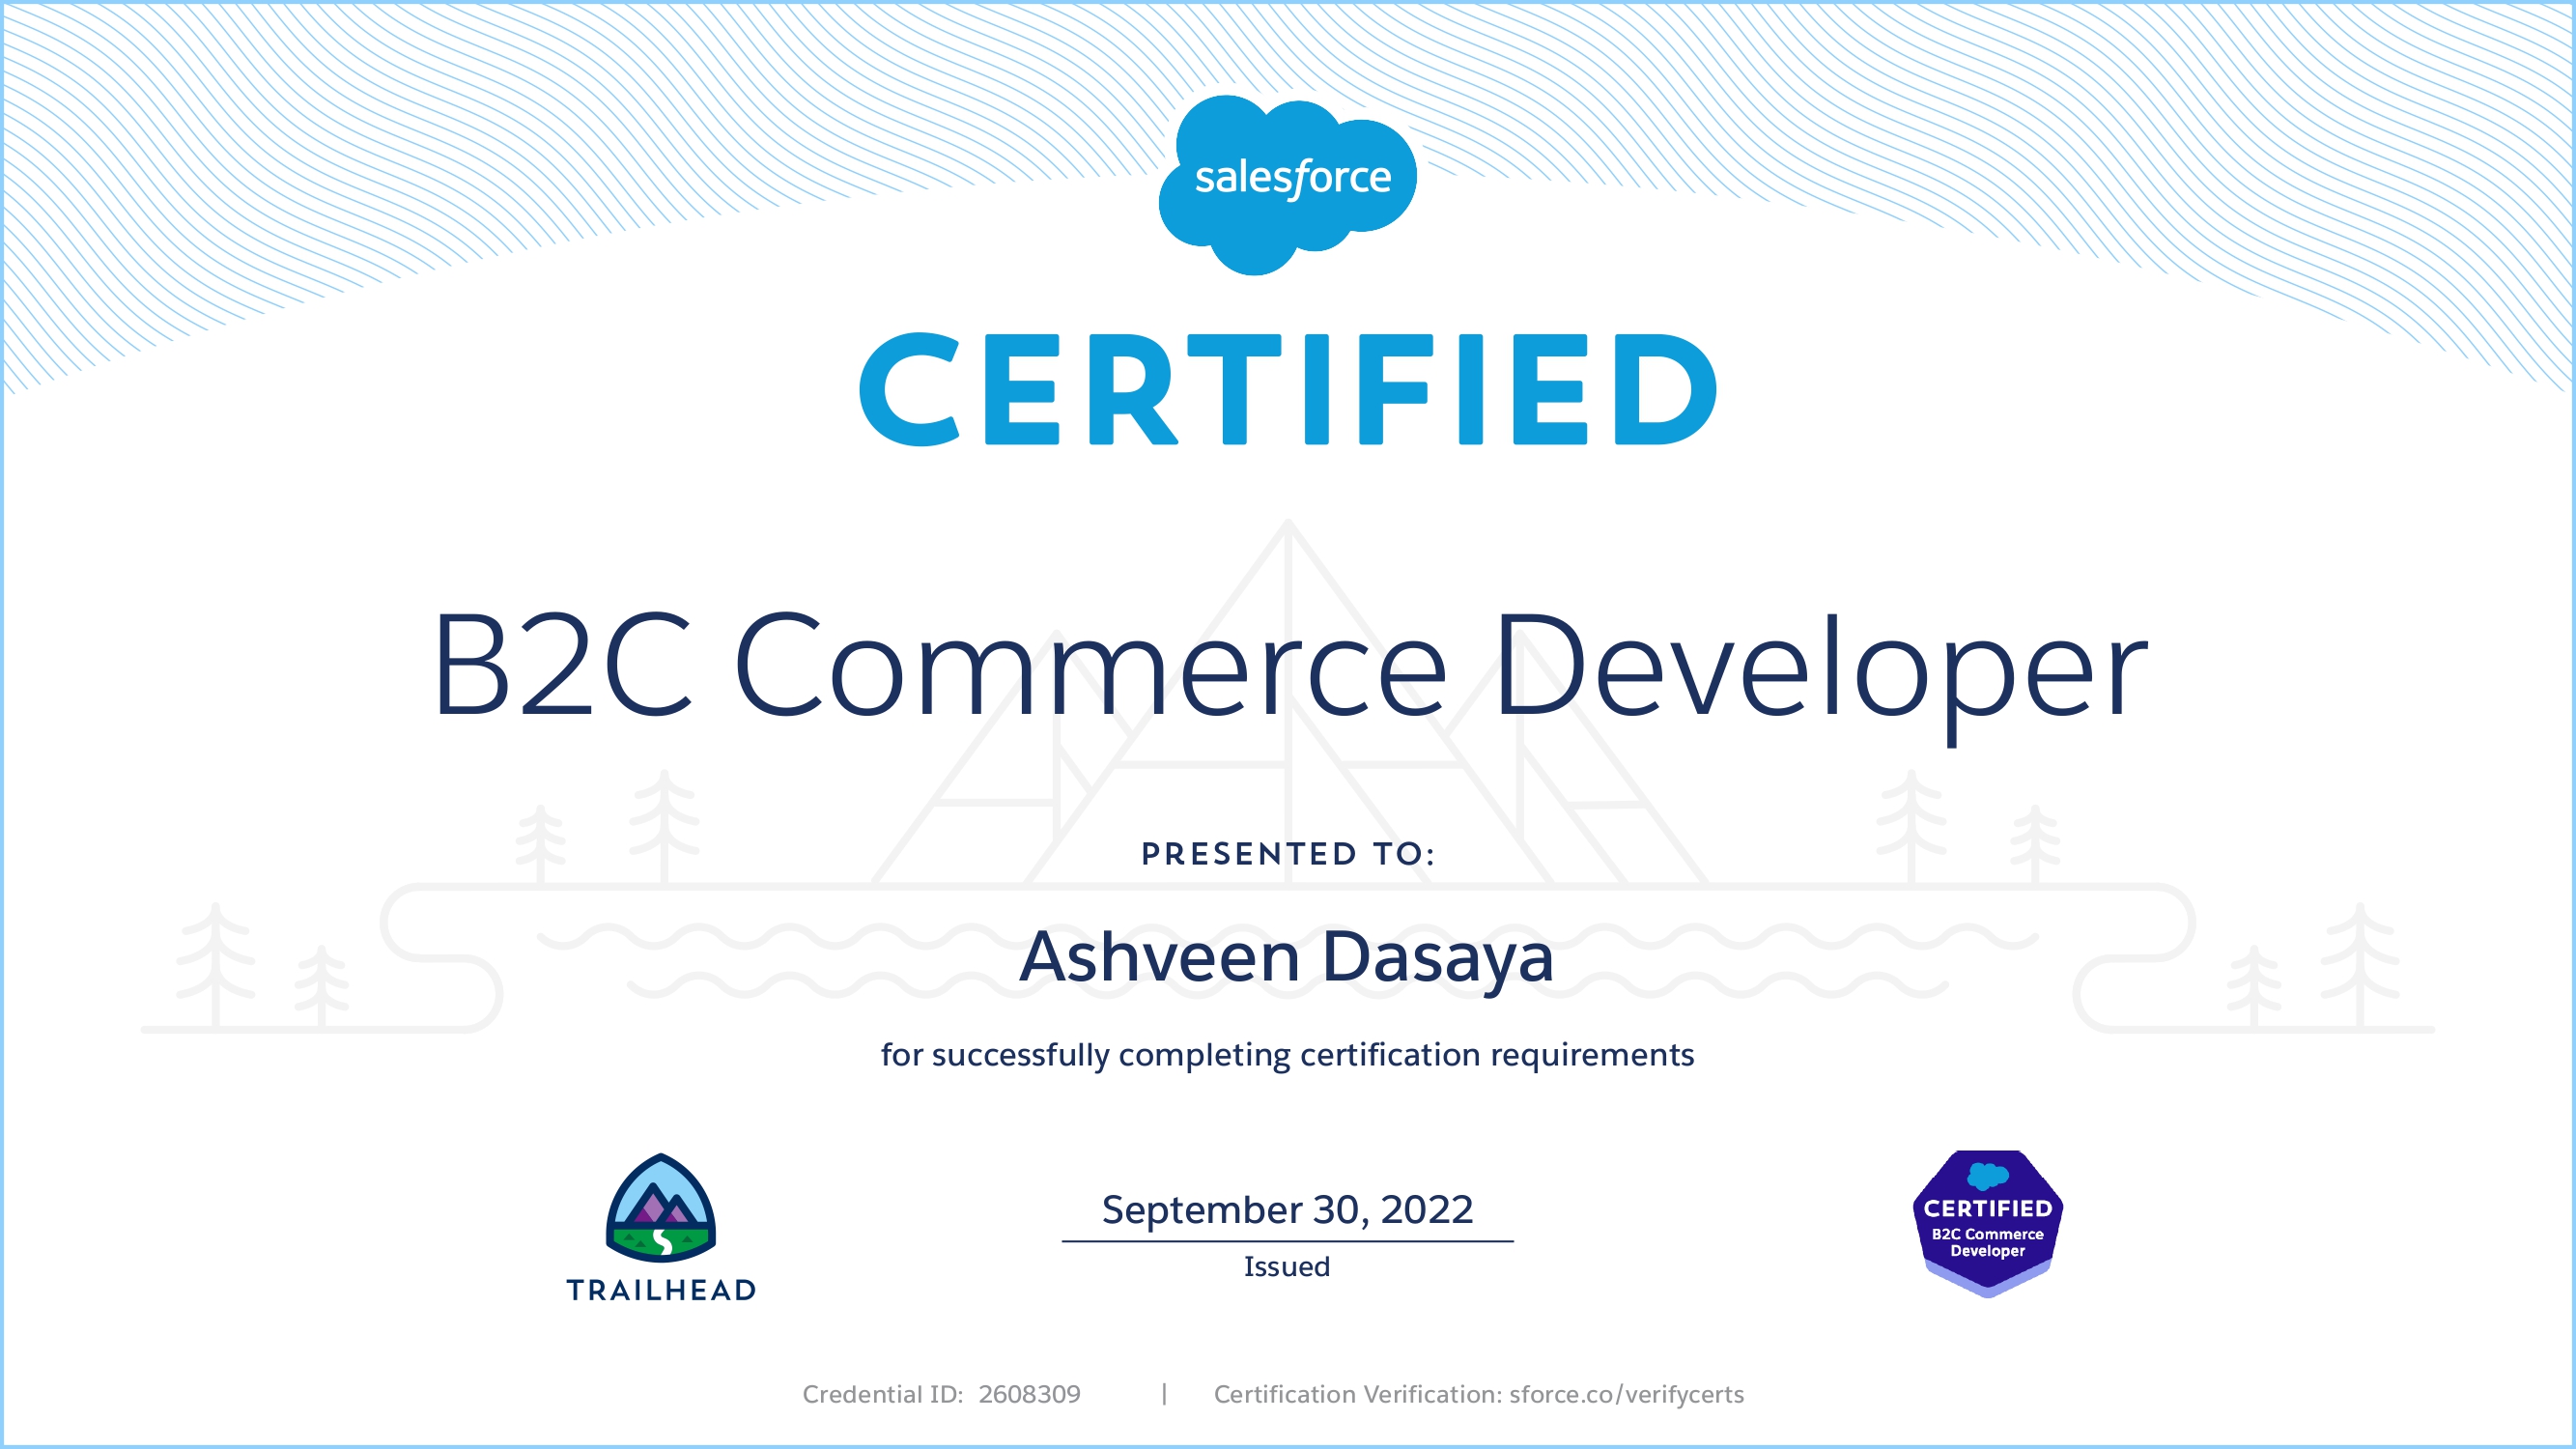 salesforce
CERTIFIED
B2C Commerce Developer
PRESENTED TO:
Ashveen Dasaya
for successfully completing certification requirements
TRAILHEAD
September 30, 2022
Issued
CERTIFIED
B2C Commerce
Developer
Credential ID: 2608309 | Certification Verification: sforce.co/verifycerts